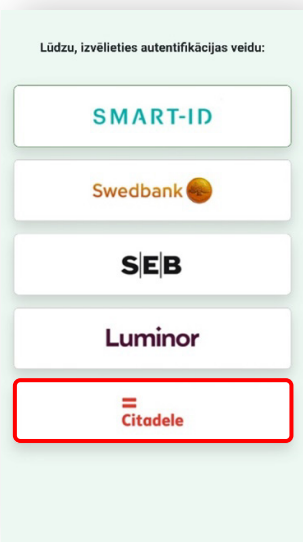 Lūdzu, izvēlieties autentifikācijas veidu:
SMART-ID
Swedbank
SEB
Luminor
Citadele